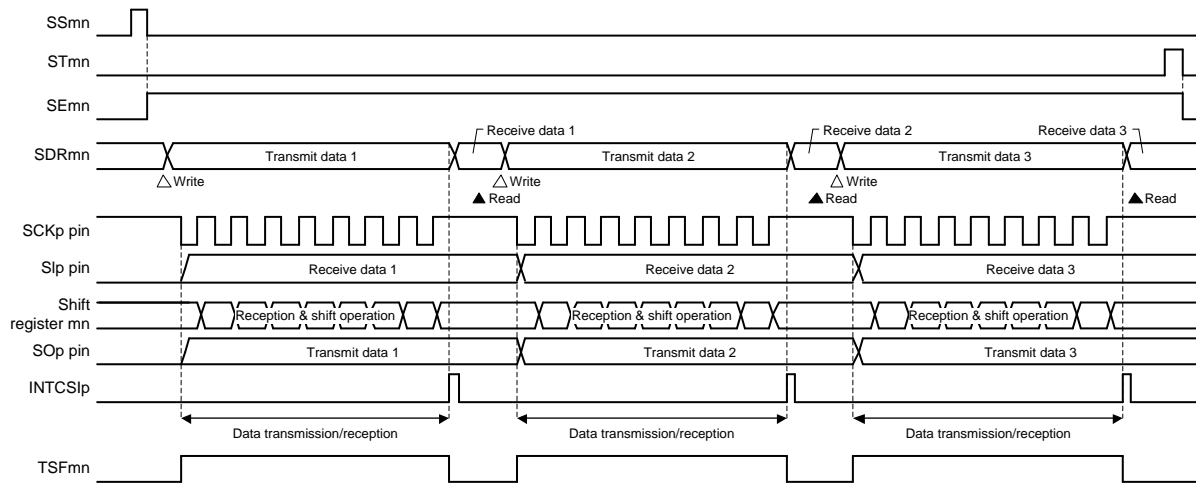 SSmn
STmn
SEmn
Receive data 1
Receive data 2
Receive data 3
SDRmn
Transmit data 1
Transmit data 2
Transmit data 3
Write
Write
Write
Read
Read
Read
SCKp pin
SIp pin
Receive data 1
Receive data 2
Receive data 3
Shift
register mn
Reception & shift operation
Reception & shift operation
Reception & shift operation
SOp pin
Transmit data 1
Transmit data 2
Transmit data 3
INTCSIp
Data transmission/reception
Data transmission/reception
Data transmission/reception
TSFmn